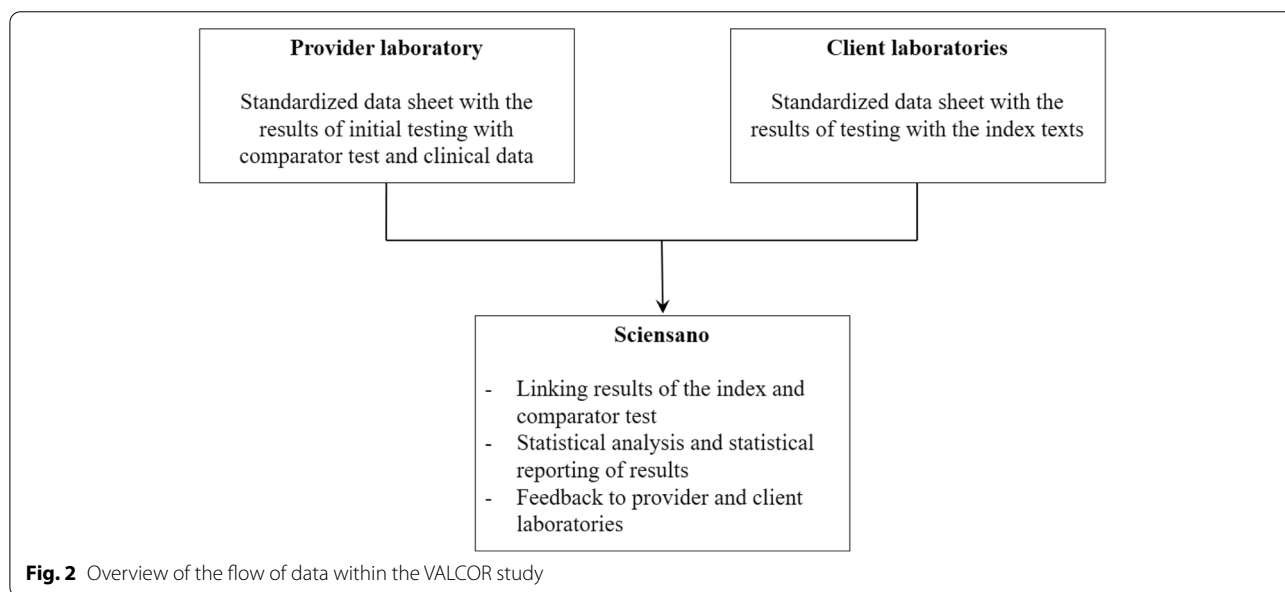 Provider laboratory
Standardized data sheet with the
results of initial testing with
comparator test and clinical data
Client laboratories
Standardized data sheet with the
results of testing with the index texts
Sciensano
- Linking results of the index and
comparator test
- Statistical analysis and statistical
reporting of results
- Feedback to provider and client
laboratories
Fig. 2 Overview of the flow of data within the VALCOR study